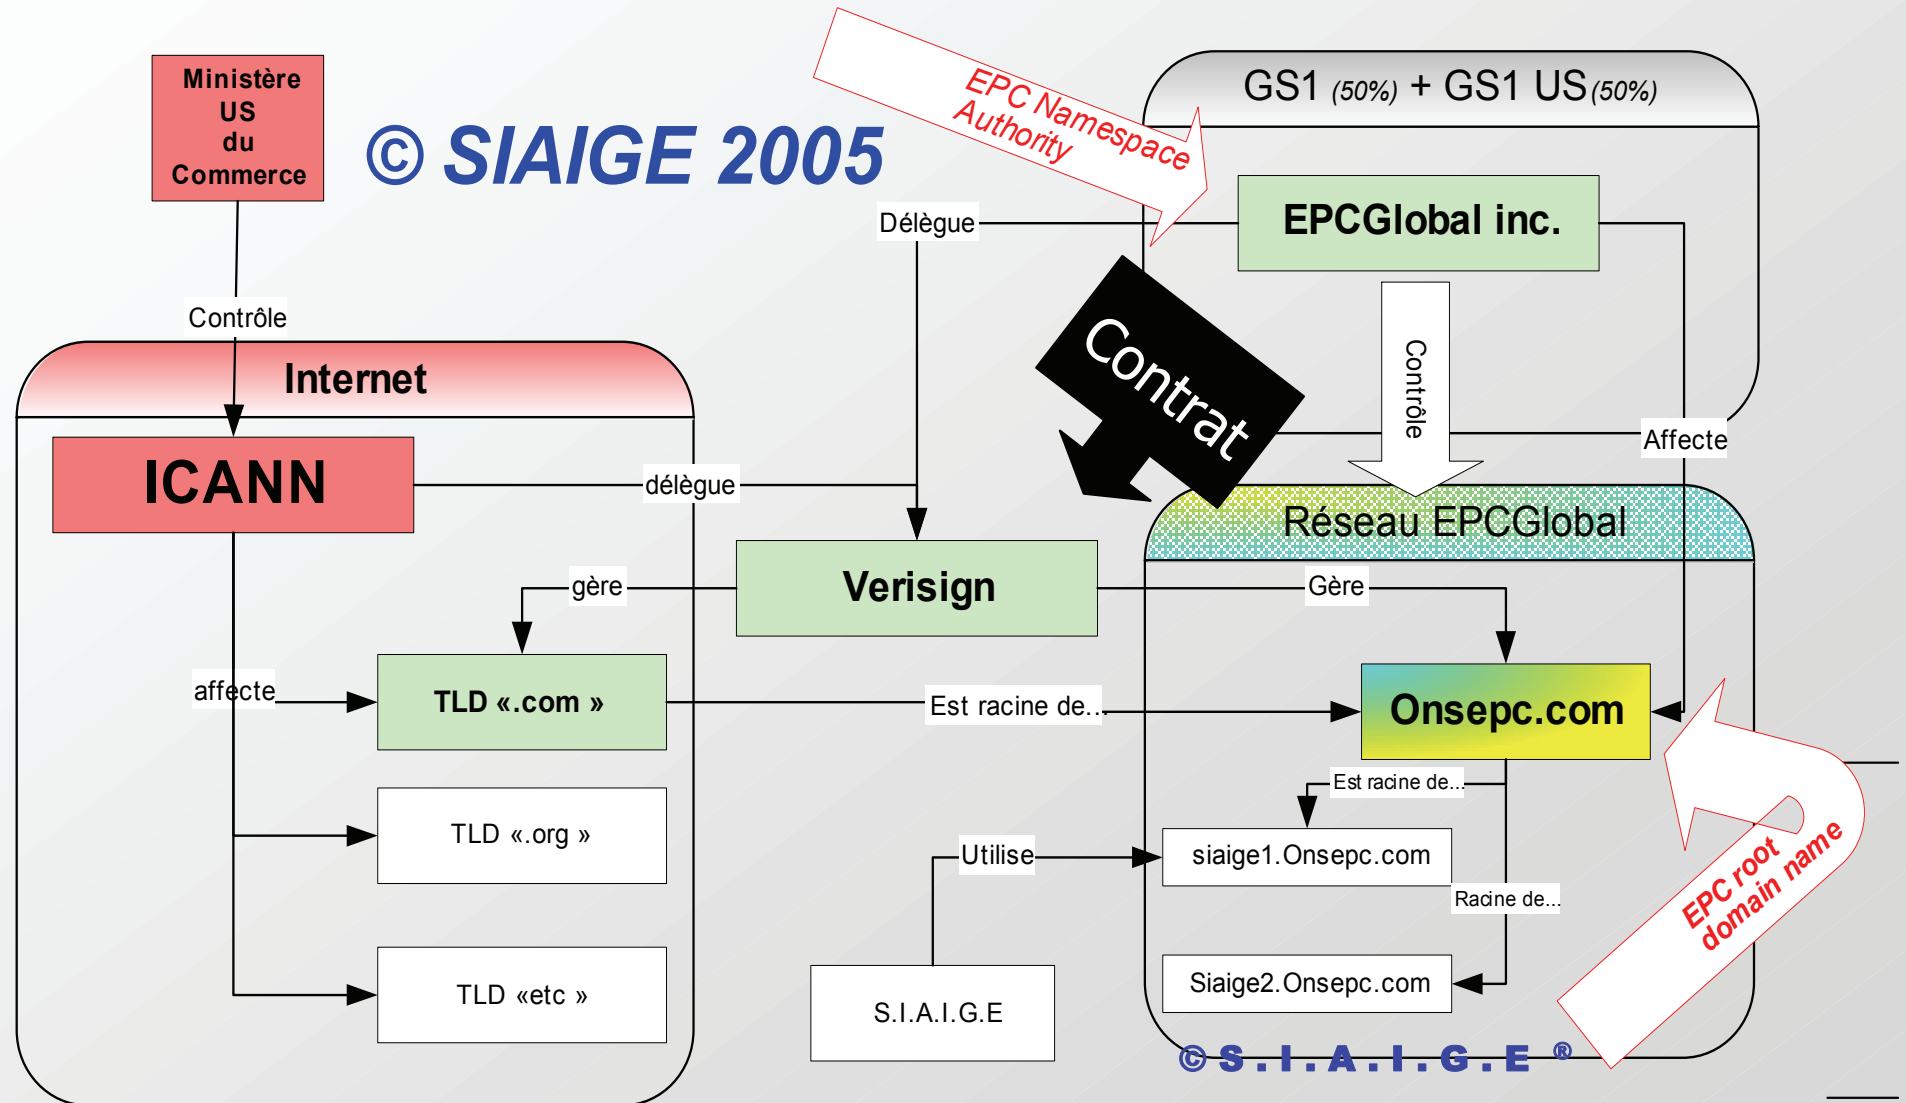 Ministère
US
du
Commerce
© SIAIGE 2005
EPC Namespace
Authority
GS1 (50%) + GS1 US (50%)
EPCGlobal inc.
Délègue
Contrôle
Contrat
Contrôle
Affecte
Internet
ICANN
délègue
Réseau EPCGlobal
gère
Verisign
Gère
affecte
TLD «.com »
Est racine de...
Onsepc.com
Est racine de...
TLD «.org »
Utilise
siaige1.Onsepc.com
Racine de...
EPC root
domain name
TLD «etc »
S.I.A.I.G.E
Siaige2.Onsepc.com
© S . I . A . I . G . E ®